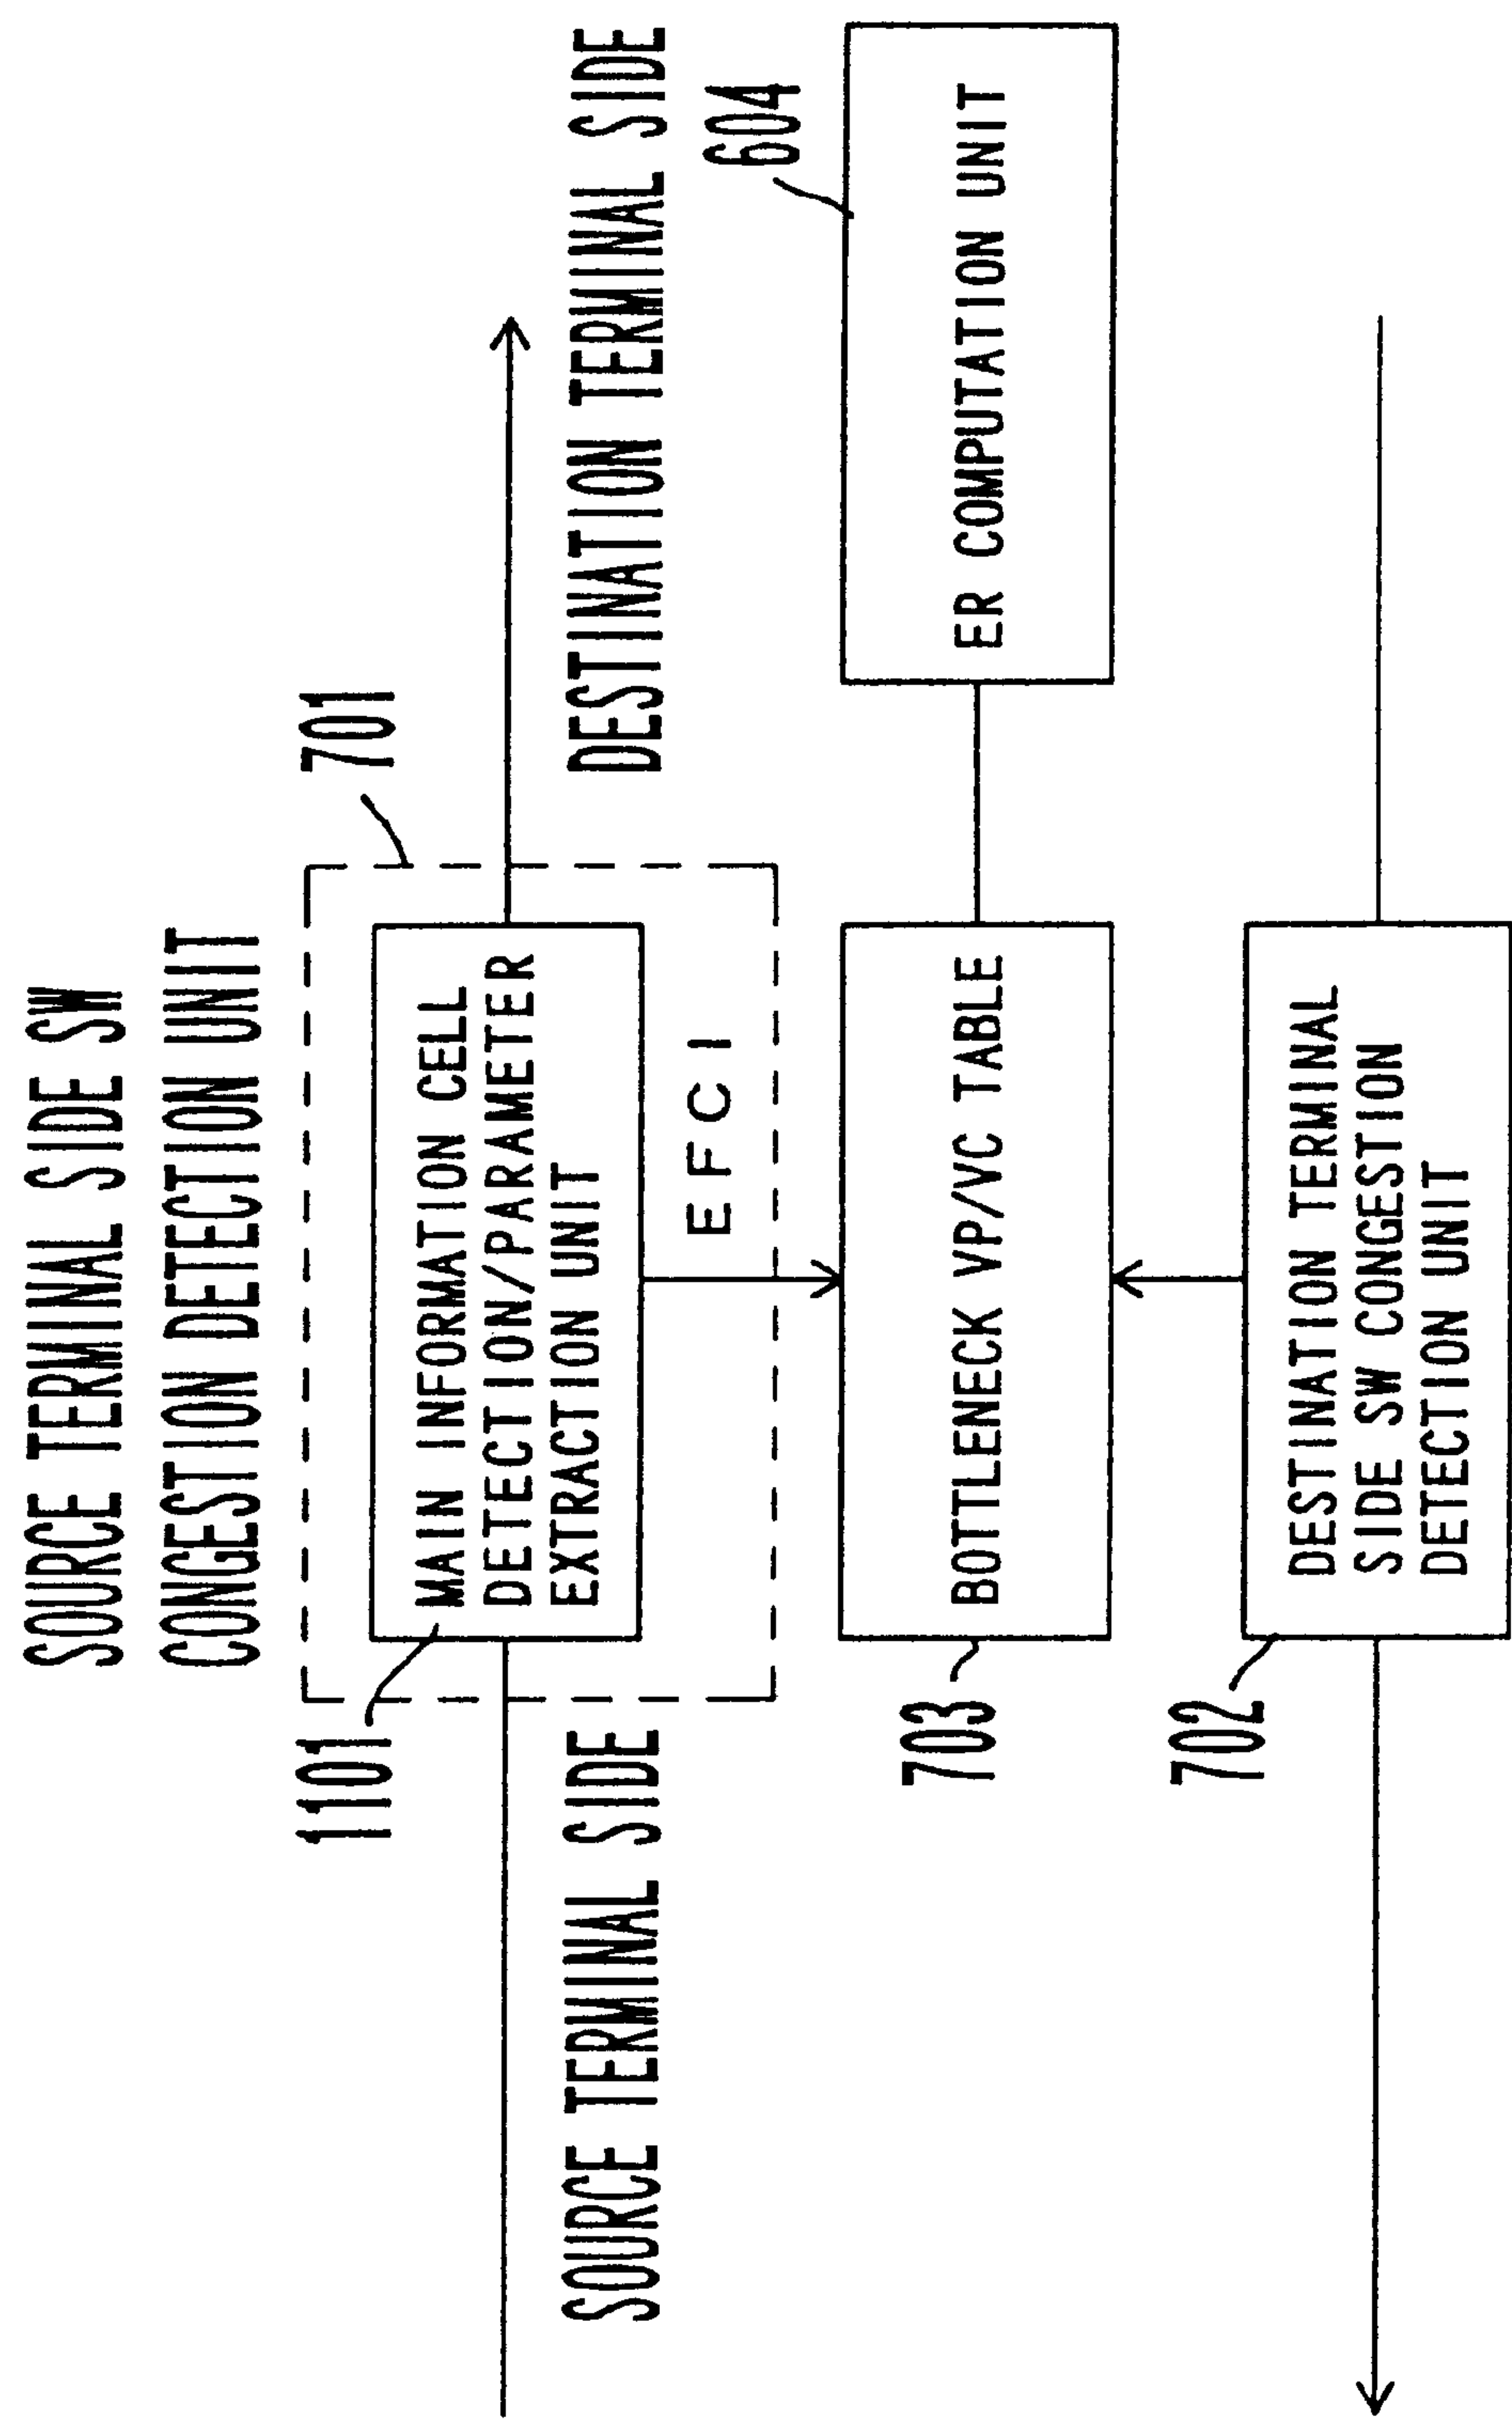 SOURCE TERMINAL SIDE SW
CONGESTION DETECTION UNIT
701
1101
MAIN INFORMATION CELL
DETECTION/PARAMETER
EXTRACTION UNIT
SOURCE TERMINAL SIDE
DESTINATION TERMINAL SIDE
EFCI
604
703
BOTTLENECK VP/VC TABLE
ER COMPUTATION UNIT
702
DESTINATION TERMINAL
SIDE SW CONGESTION
DETECTION UNIT